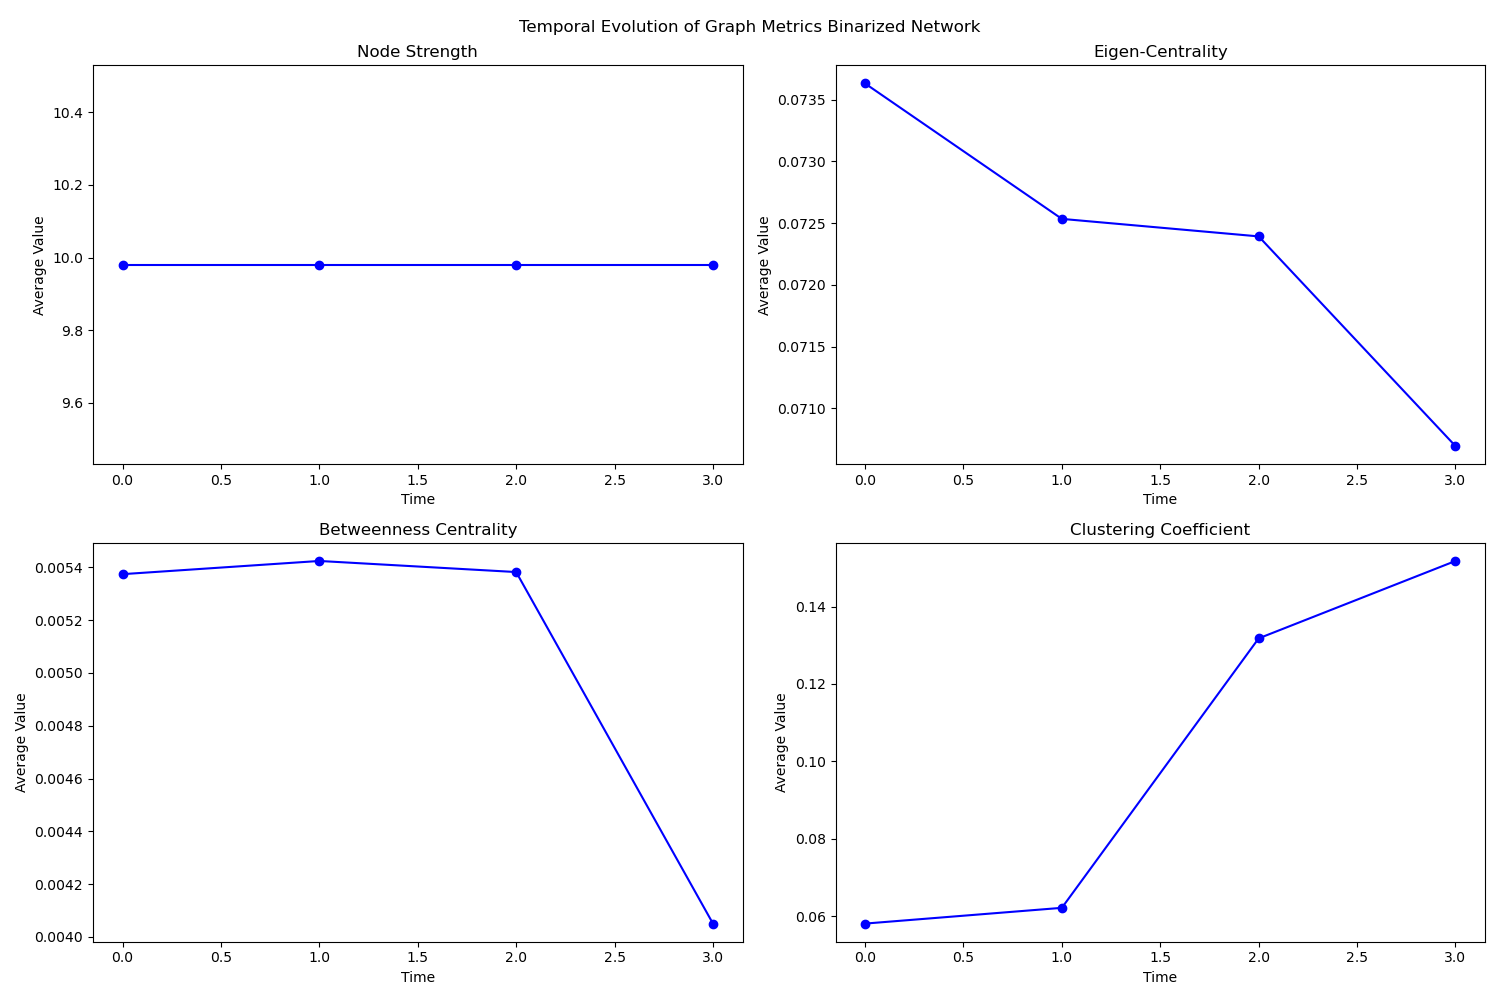 Temporal Evolution of Graph Metrics Binarized Network
Node Strength
Average Value
10.4
10.2
10.0
9.8
9.6
0.0 0.5 1.0 1.5 2.0 2.5 3.0
Time
Eigen-Centrality
Average Value
0.0735
0.0730
0.0725
0.0720
0.0715
0.0710
0.0 0.5 1.0 1.5 2.0 2.5 3.0
Time
Betweenness Centrality
Average Value
0.0054
0.0052
0.0050
0.0048
0.0046
0.0044
0.0042
0.0040
0.0 0.5 1.0 1.5 2.0 2.5 3.0
Time
Clustering Coefficient
Average Value
0.14
0.12
0.10
0.08
0.06
0.0 0.5 1.0 1.5 2.0 2.5 3.0
Time